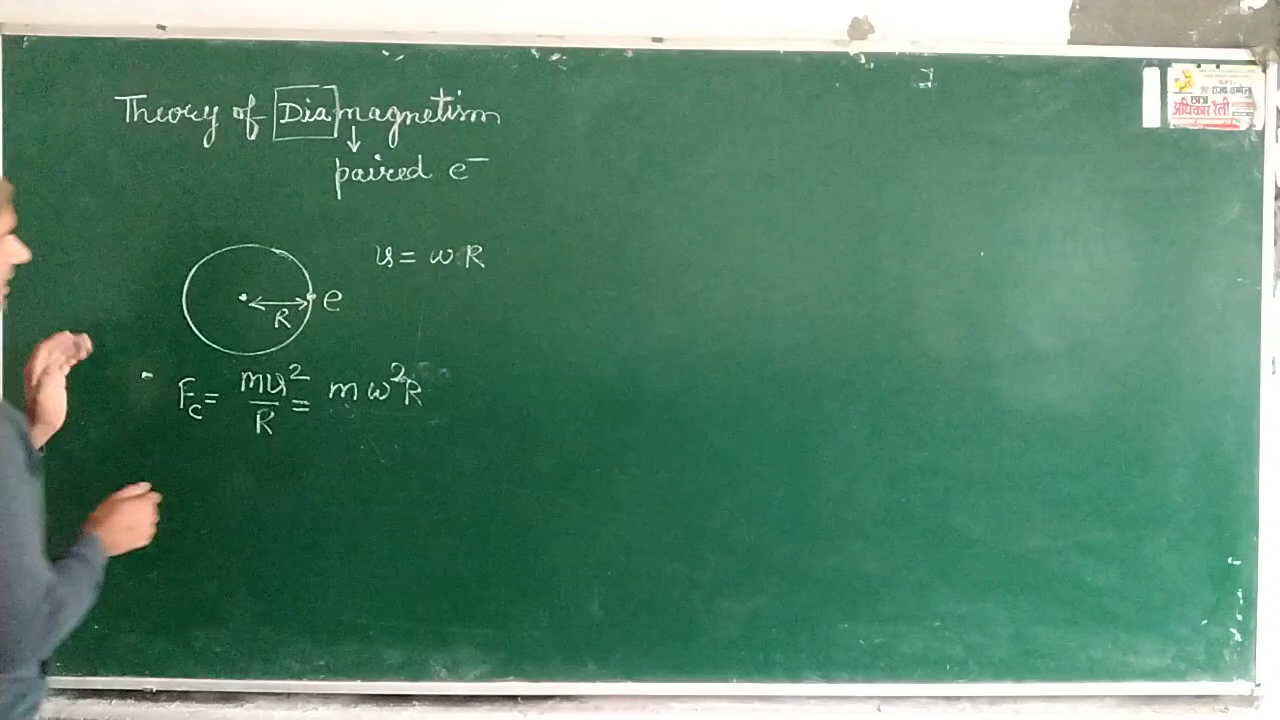 Theory of Diamagnetism
paired e⁻
v = ωR
R
e
F_c = mv²/R = mω²R
छात्र
अधिकार रैली